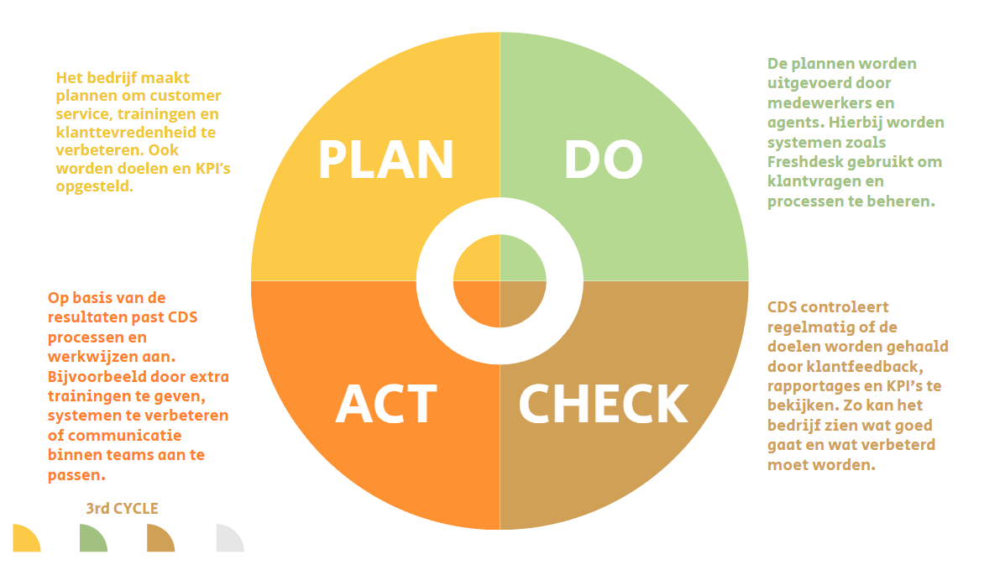 Het bedrijf maakt
plannen om customer
service, trainingen en
klanttevredenheid te
verbeteren. Ook
worden doelen en KPI's
opgesteld.
PLAN
DO
De plannen worden
uitgevoerd door
medewerkers en
agents. Hierbij worden
systemen zoals
Freshdesk gebruikt om
klantvragen en
processen te beheren.
Op basis van de
resultaten past CDS
processen en
werkwijzen aan.
Bijvoorbeeld door extra
trainingen te geven,
systemen te verbeteren
of communicatie
binnen teams aan te
passen.
ACT
CHECK
CDS controleert
regelmatig of de
doelen worden gehaald
door klantfeedback,
rapportages en KPI's te
bekijken. Zo kan het
bedrijf zien wat goed
gaat en wat verbeterd
moet worden.
3rd CYCLE